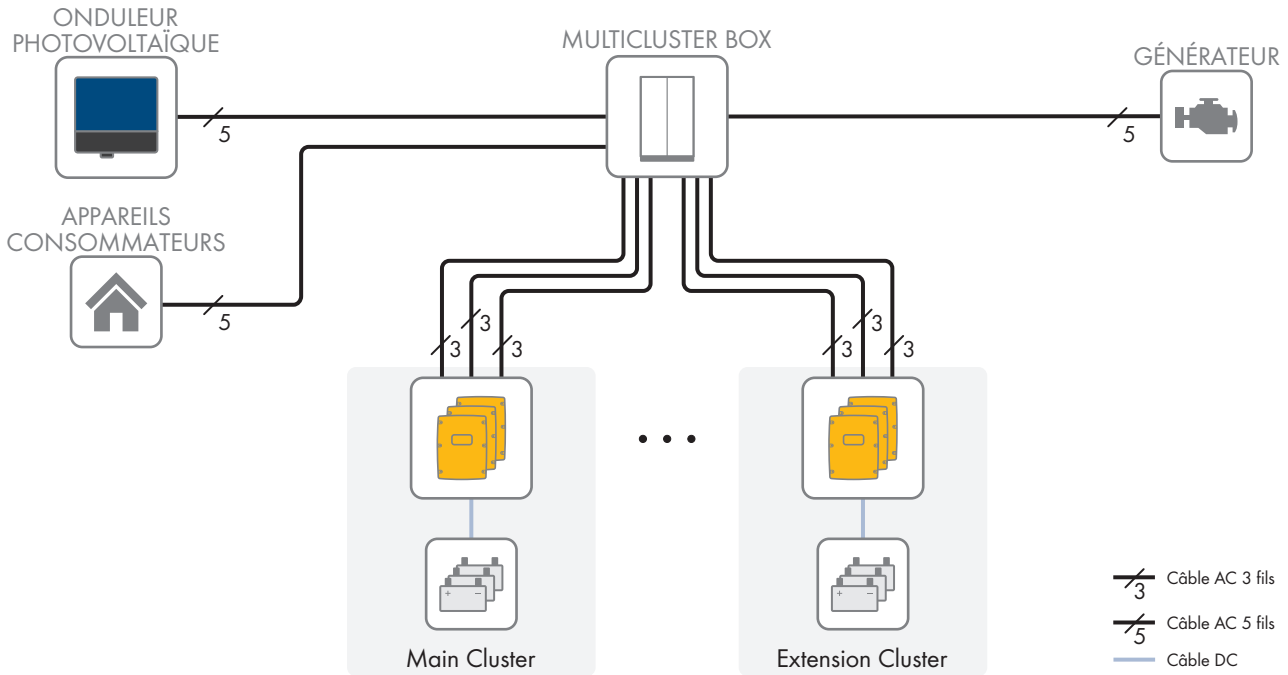 ONDULEUR
PHOTOVOLTAÏQUE
MULTICLUSTER BOX
GÉNÉRATEUR
5
5
APPAREILS
CONSOMMATEURS
5
3
3
3
3
3
3
+ −
+ −
Main Cluster
Extension Cluster
3 Câble AC 3 fils
5 Câble AC 5 fils
Câble DC